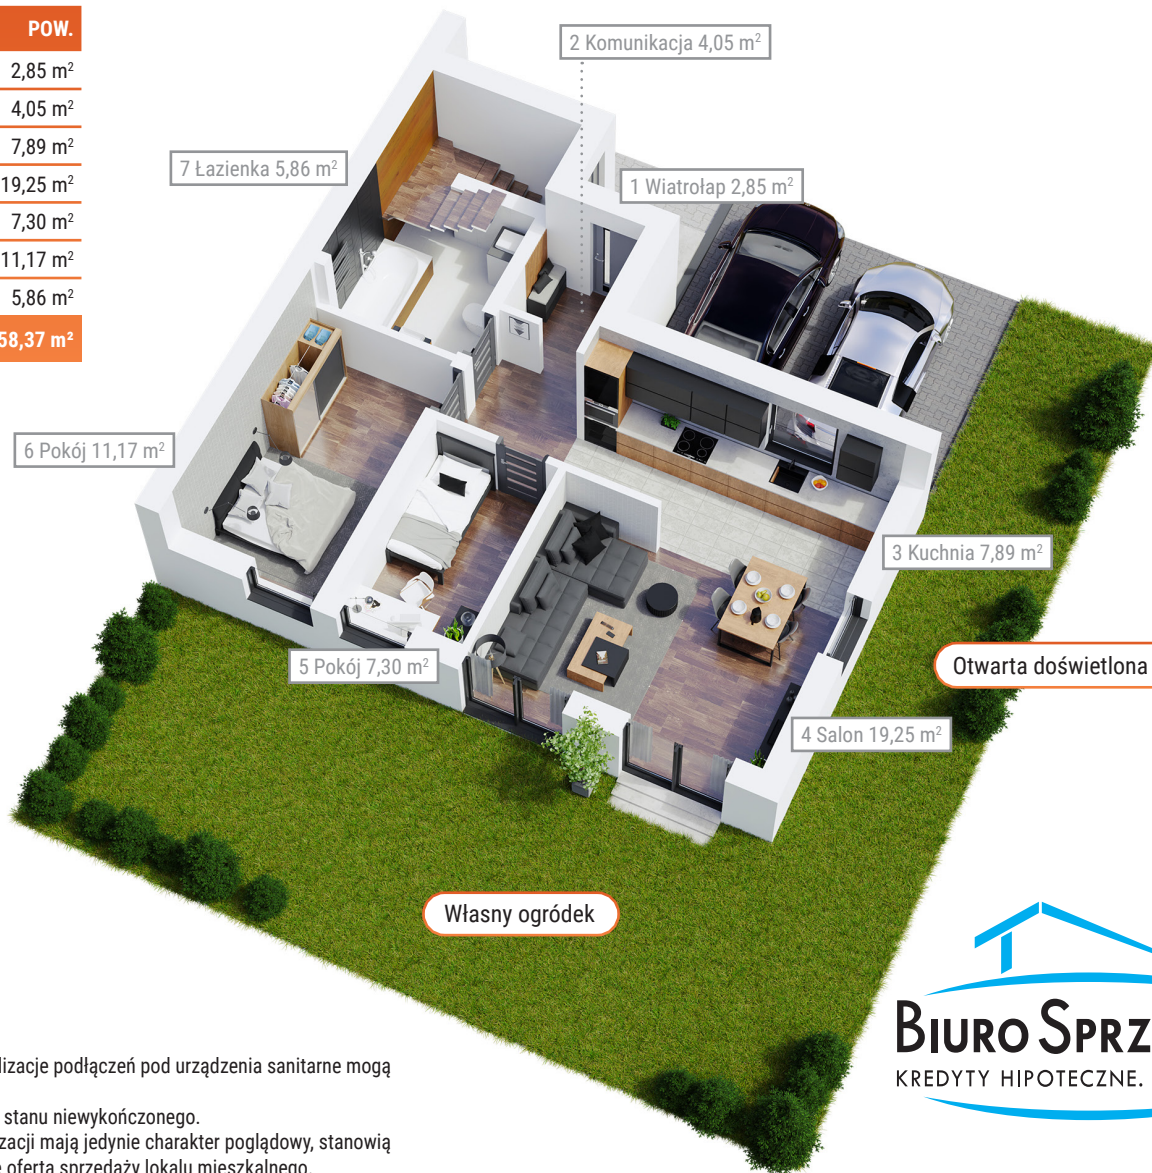 POW.
2,85 m²
4,05 m²
7,89 m²
19,25 m²
7,30 m²
11,17 m²
5,86 m²
58,37 m²
2 Komunikacja 4,05 m²
7 Łazienka 5,86 m²
1 Wiatrołap 2,85 m²
6 Pokój 11,17 m²
3 Kuchnia 7,89 m²
5 Pokój 7,30 m²
Otwarta doświetlona
4 Salon 19,25 m²
Własny ogródek
BIURO SPRZ
KREDYTY HIPOTECZNE.
lizacje podłączeń pod urządzenia sanitarne mogą
stanu niewykończonego.
zacji mają jedynie charakter poglądowy, stanowią
e oferta sprzedaży lokalu mieszkalnego.